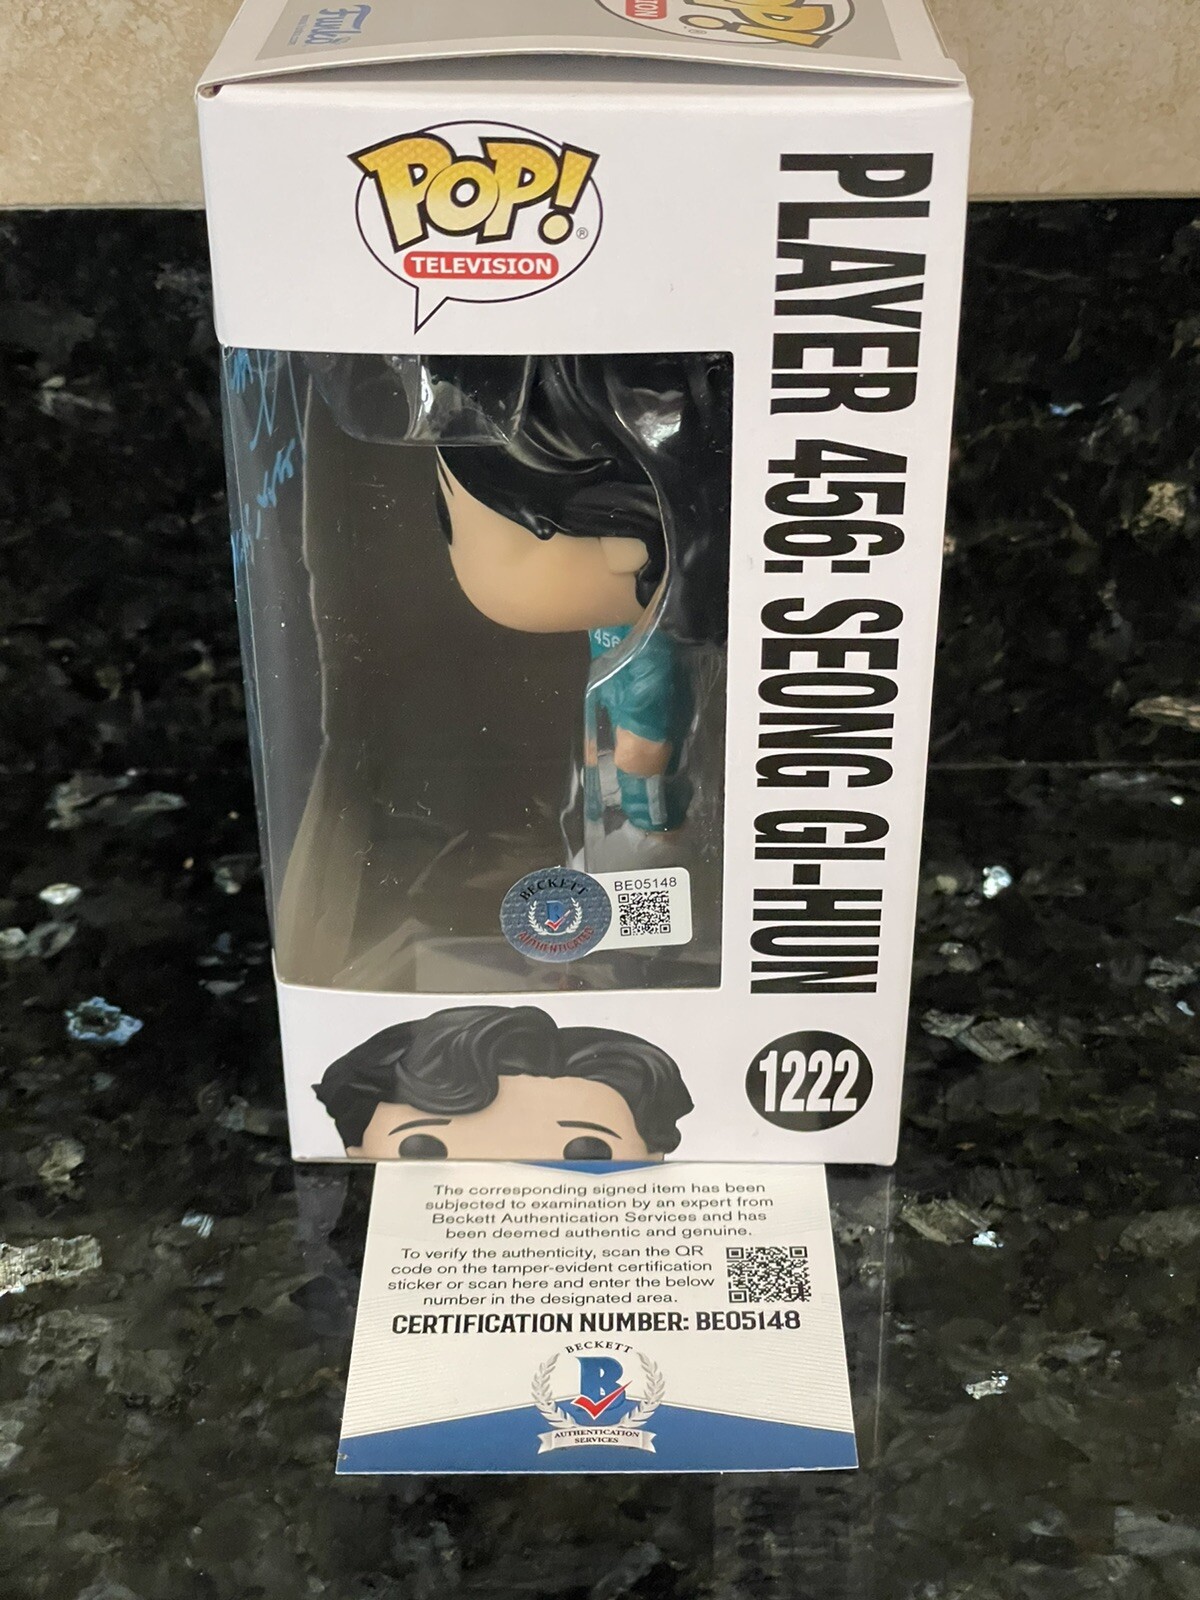 Funko
POP!
TELEVISION
POP!
®
TELEVISION
PLAYER 456: SEONG GI-HUN
456
BECKETT
B
AUTHENTICATED
BE05148
1222
The corresponding signed item has been
subjected to examination by an expert from
Beckett Authentication Services and has
been deemed authentic and genuine.
To verify the authenticity, scan the QR
code on the tamper-evident certification
sticker or scan here and enter the below
number in the designated area.
CERTIFICATION NUMBER: BE05148
BECKETT
B
AUTHENTICATION
SERVICES